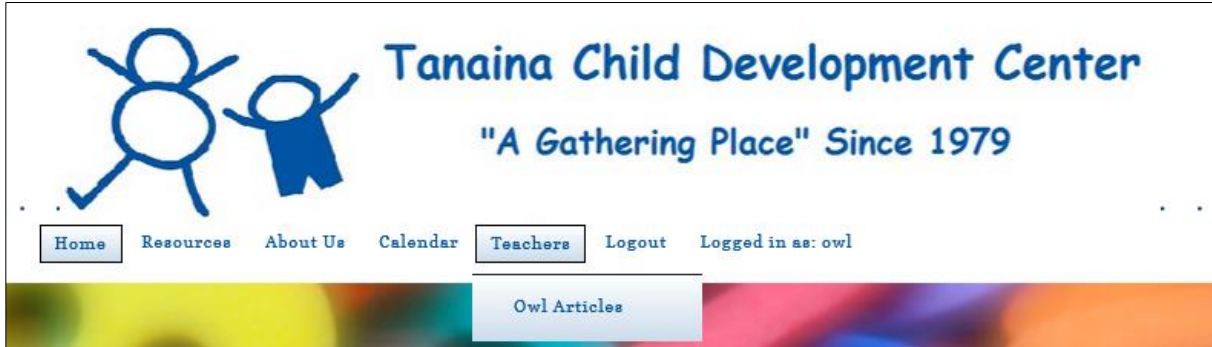 Tanaina Child Development Center
"A Gathering Place" Since 1979
Home Resources About Us Calendar Teachers Logout Logged in as: owl
Owl Articles